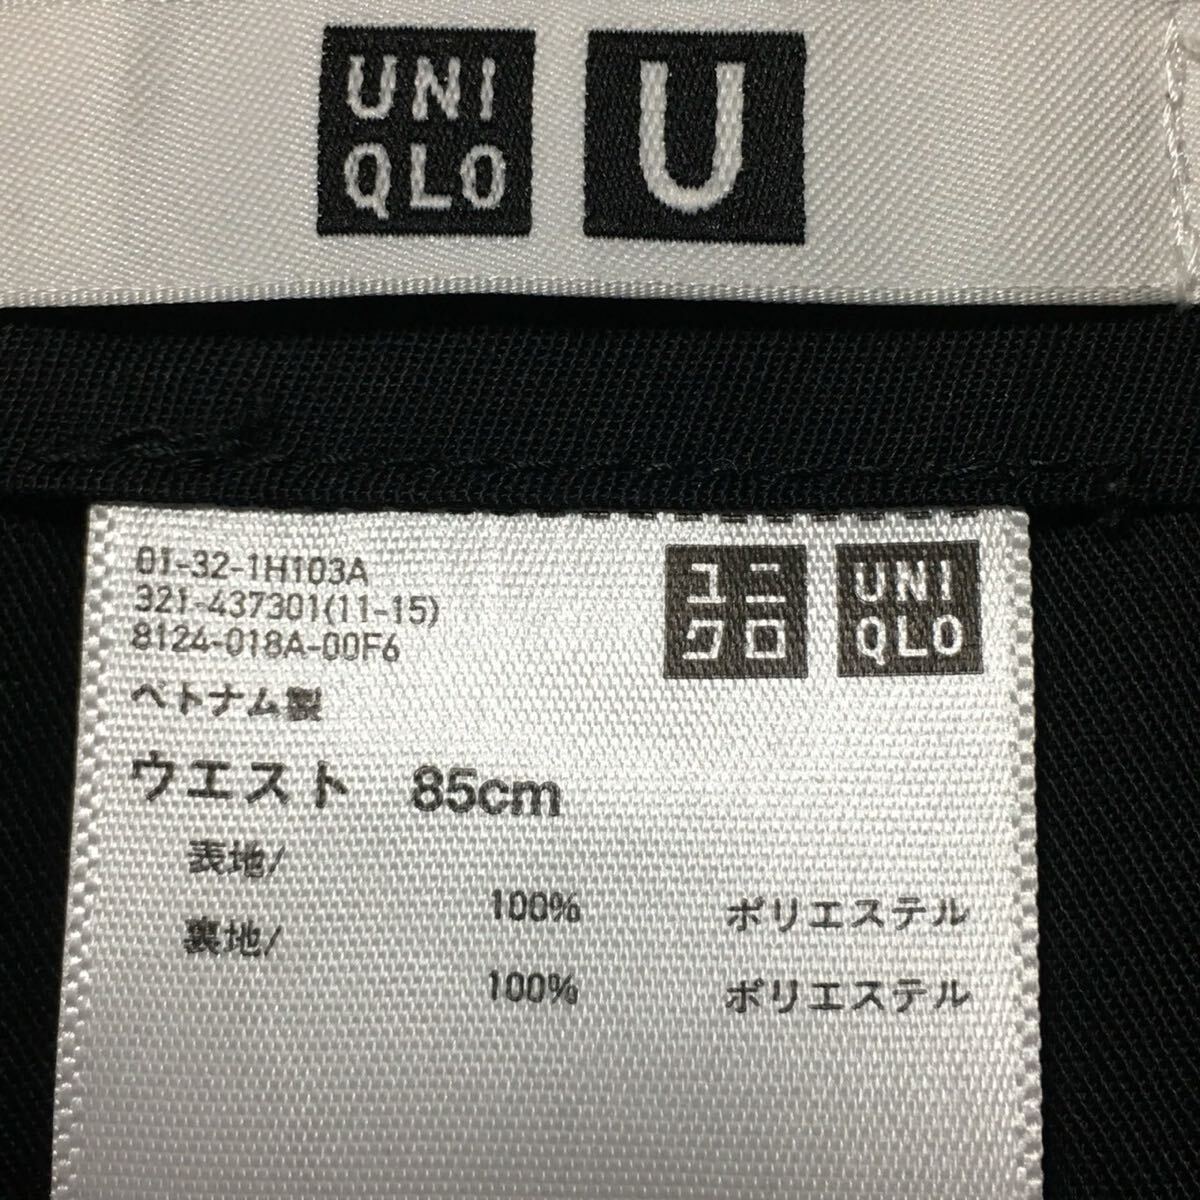 UNI
QLO
U
01-32-1H103A
321-437301(11-15)
8124-018A-00F6
ユニ
クロ
UNI
QLO
ベトナム製
ウエスト 85cm
表地/
100% ポリエステル
裏地/
100% ポリエステル